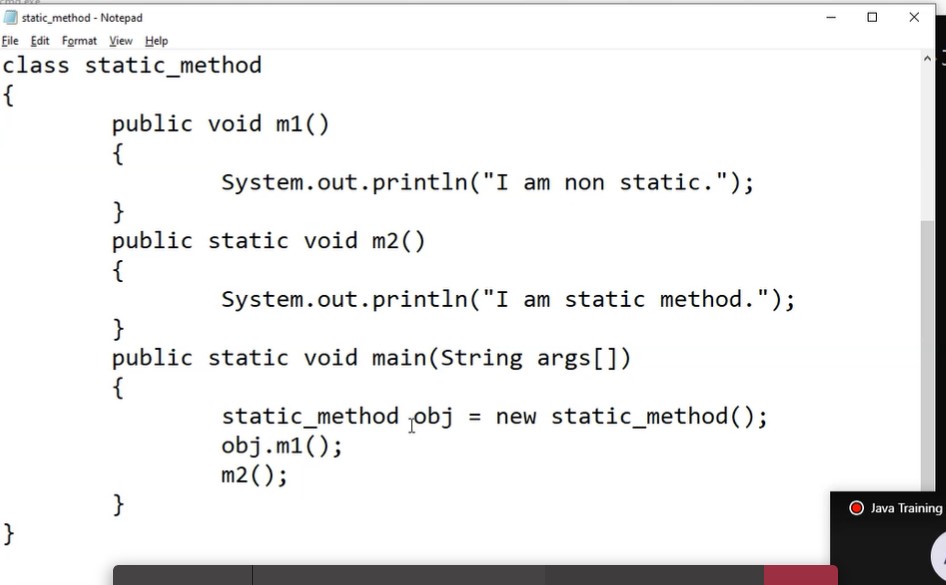 static_method - Notepad
File Edit Format View Help
class static_method
{
public void m1()
{
System.out.println("I am non static.");
}
public static void m2()
{
System.out.println("I am static method.");
}
public static void main(String args[])
{
static_method obj = new static_method();
obj.m1();
m2();
}
}
Java Training